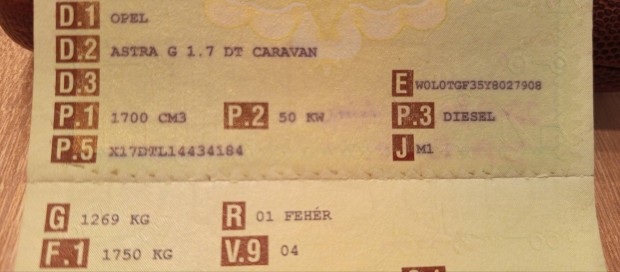 D.1 OPEL
D.2 ASTRA G 1.7 DT CARAVAN
D.3 E W0L0TGF35Y8027908
P.1 1700 CM3 P.2 50 KW P.3 DIESEL
P.5 X17DTL14434184 J M1
G 1269 KG R 01 FEHÉR
F.1 1750 KG V.9 04